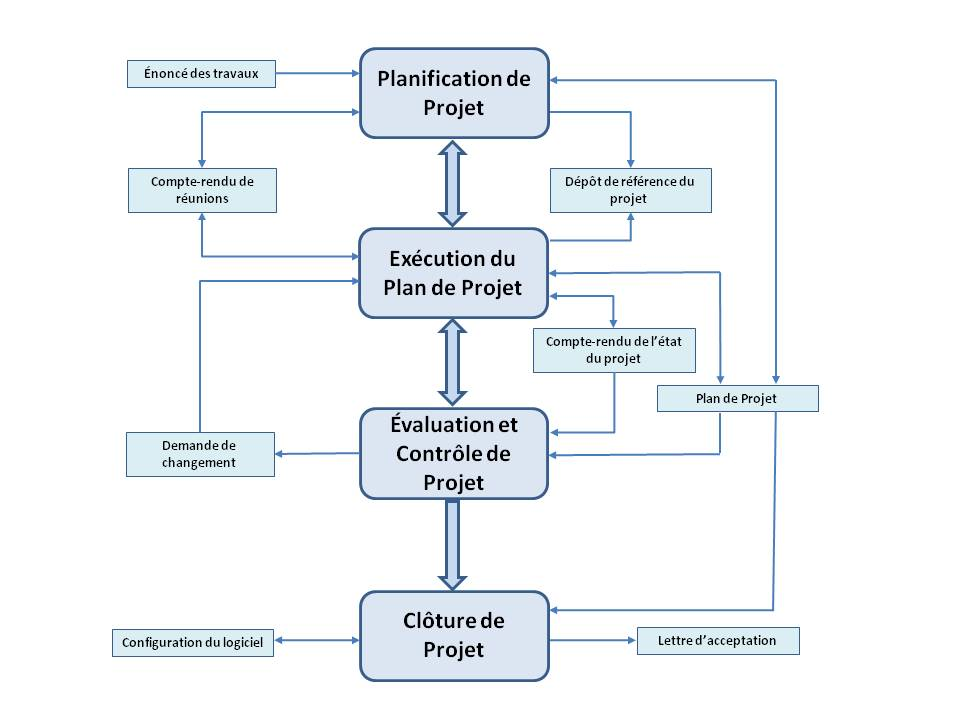 Énoncé des travaux
Planification de
Projet
Compte-rendu de
réunions
Dépôt de référence du
projet
Exécution du
Plan de Projet
Compte-rendu de l’état
du projet
Plan de Projet
Évaluation et
Contrôle de
Projet
Demande de
changement
Clôture de
Projet
Configuration du logiciel
Lettre d’acceptation